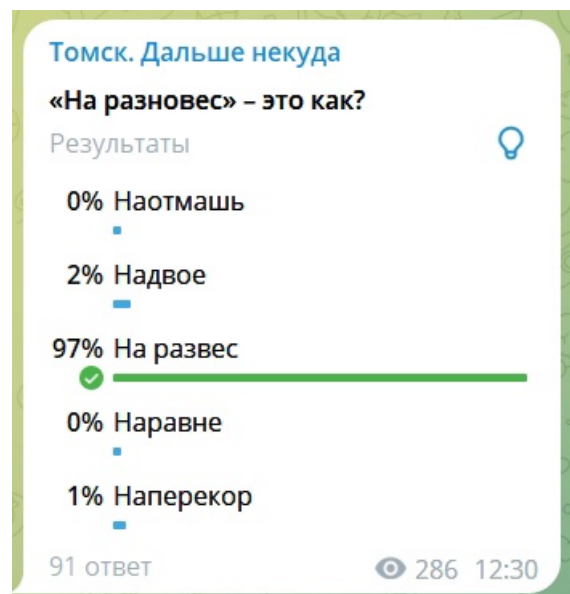 Томск. Дальше некуда
«На разновес» – это как?
Результаты
0% Наотмашь
2% Надвое
97% На развес
0% Наравне
1% Наперекор
91 ответ 286 12:30